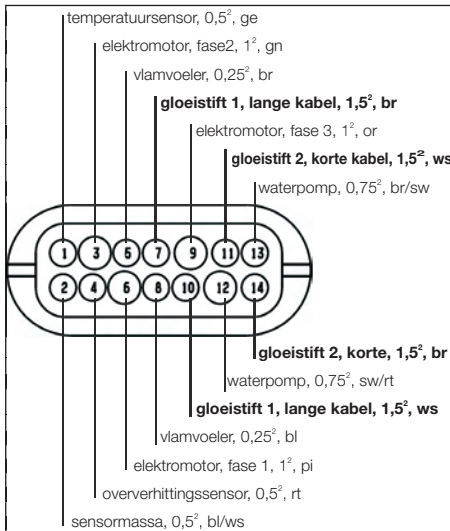 temperatuursensor, 0,5², ge
elektromotor, fase2, 1², gn
vlamvoeler, 0,25², br
gloeistift 1, lange kabel, 1,5², br
elektromotor, fase 3, 1², or
gloeistift 2, korte kabel, 1,5², ws
waterpomp, 0,75², br/sw
1 3 5 7 9 11 13
2 4 6 8 10 12 14
gloeistift 2, korte, 1,5², br
waterpomp, 0,75², sw/rt
gloeistift 1, lange kabel, 1,5², ws
vlamvoeler, 0,25², bl
elektromotor, fase 1, 1², pi
oververhittingssensor, 0,5², rt
sensormassa, 0,5², bl/ws